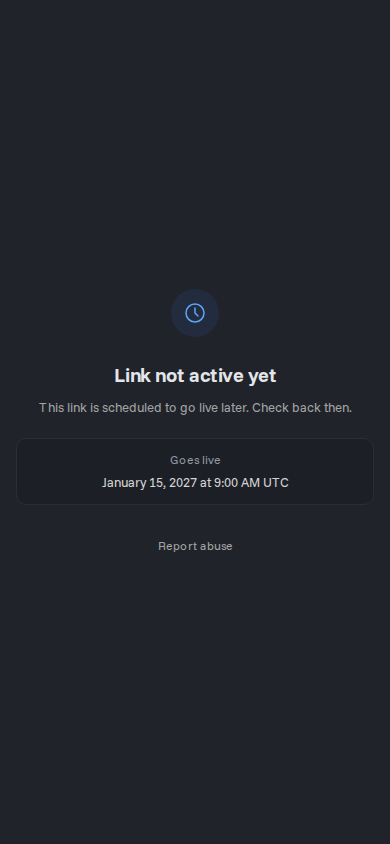 Link not active yet
This link is scheduled to go live later. Check back then.
Goes live
January 15, 2027 at 9:00 AM UTC
Report abuse